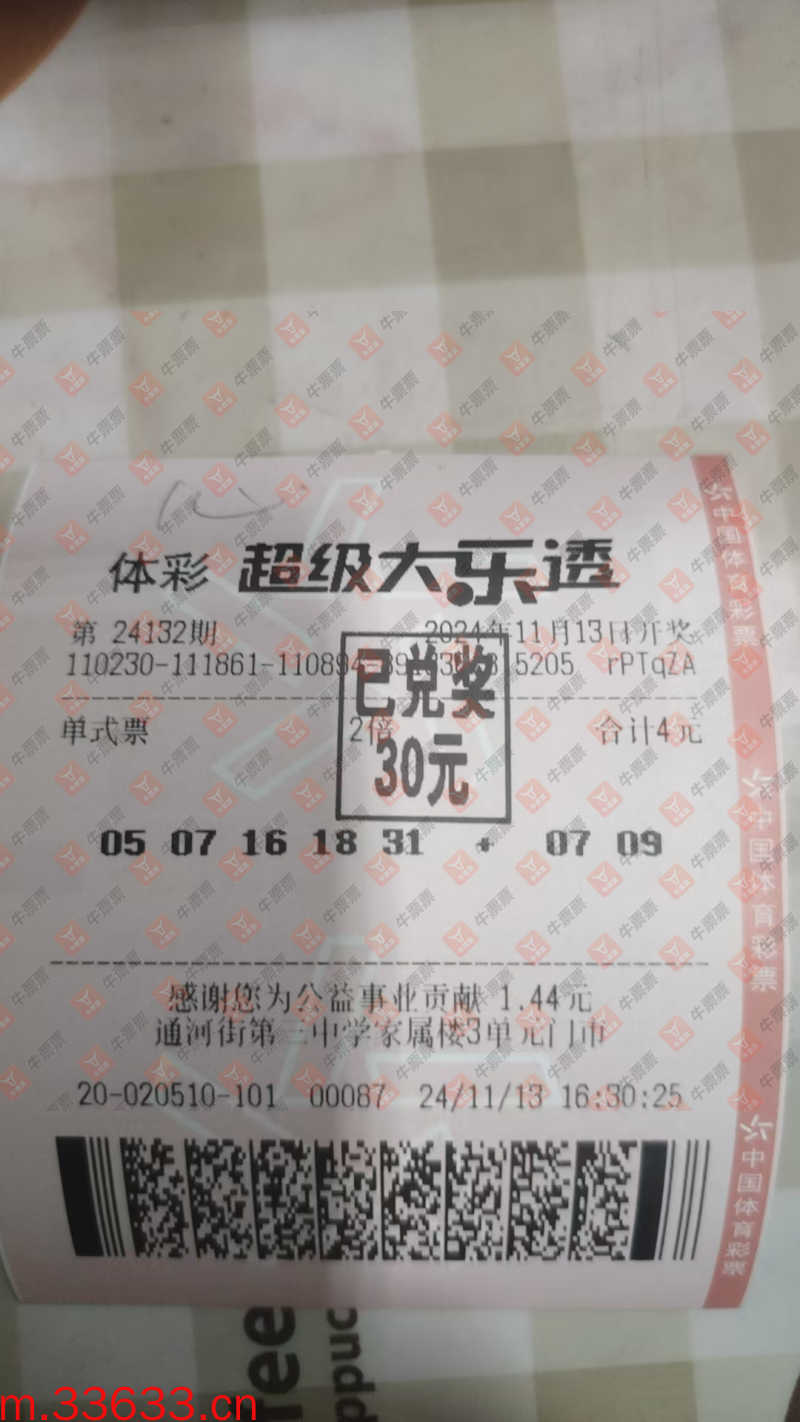 体彩 超级大乐透
第 24132期 2024年11月13日开奖
110230-111861-110894- 5205 rPTqZA
已兑奖
单式票 2倍 合计4元
30元
05 07 16 18 31 + 07 09
感谢您为公益事业贡献 1.44元
通河街第三中学家属楼3单元门市
20-020510-101 00087 24/11/13 16:30:25
中国体育彩票
中国体育彩票
中国体育彩票
牛票票
ree
ppuc
m.33633.cn